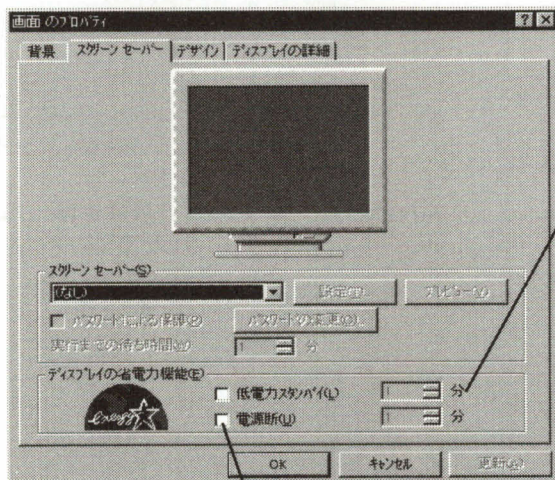 画面 のプロパティ
背景 スクリーン セーバー デザイン ディスプレイの詳細
スクリーン セーバー(S)
(なし) 設定(T)... プレビュー(V)
パスワードによる保護(P) パスワードの変更(C)...
実行までの待ち時間(W) 1 分
ディスプレイの省電力機能(E)
energy 低電力スタンバイ(L) 1 分
電源断(U) 1 分
OK キャンセル 更新(A)